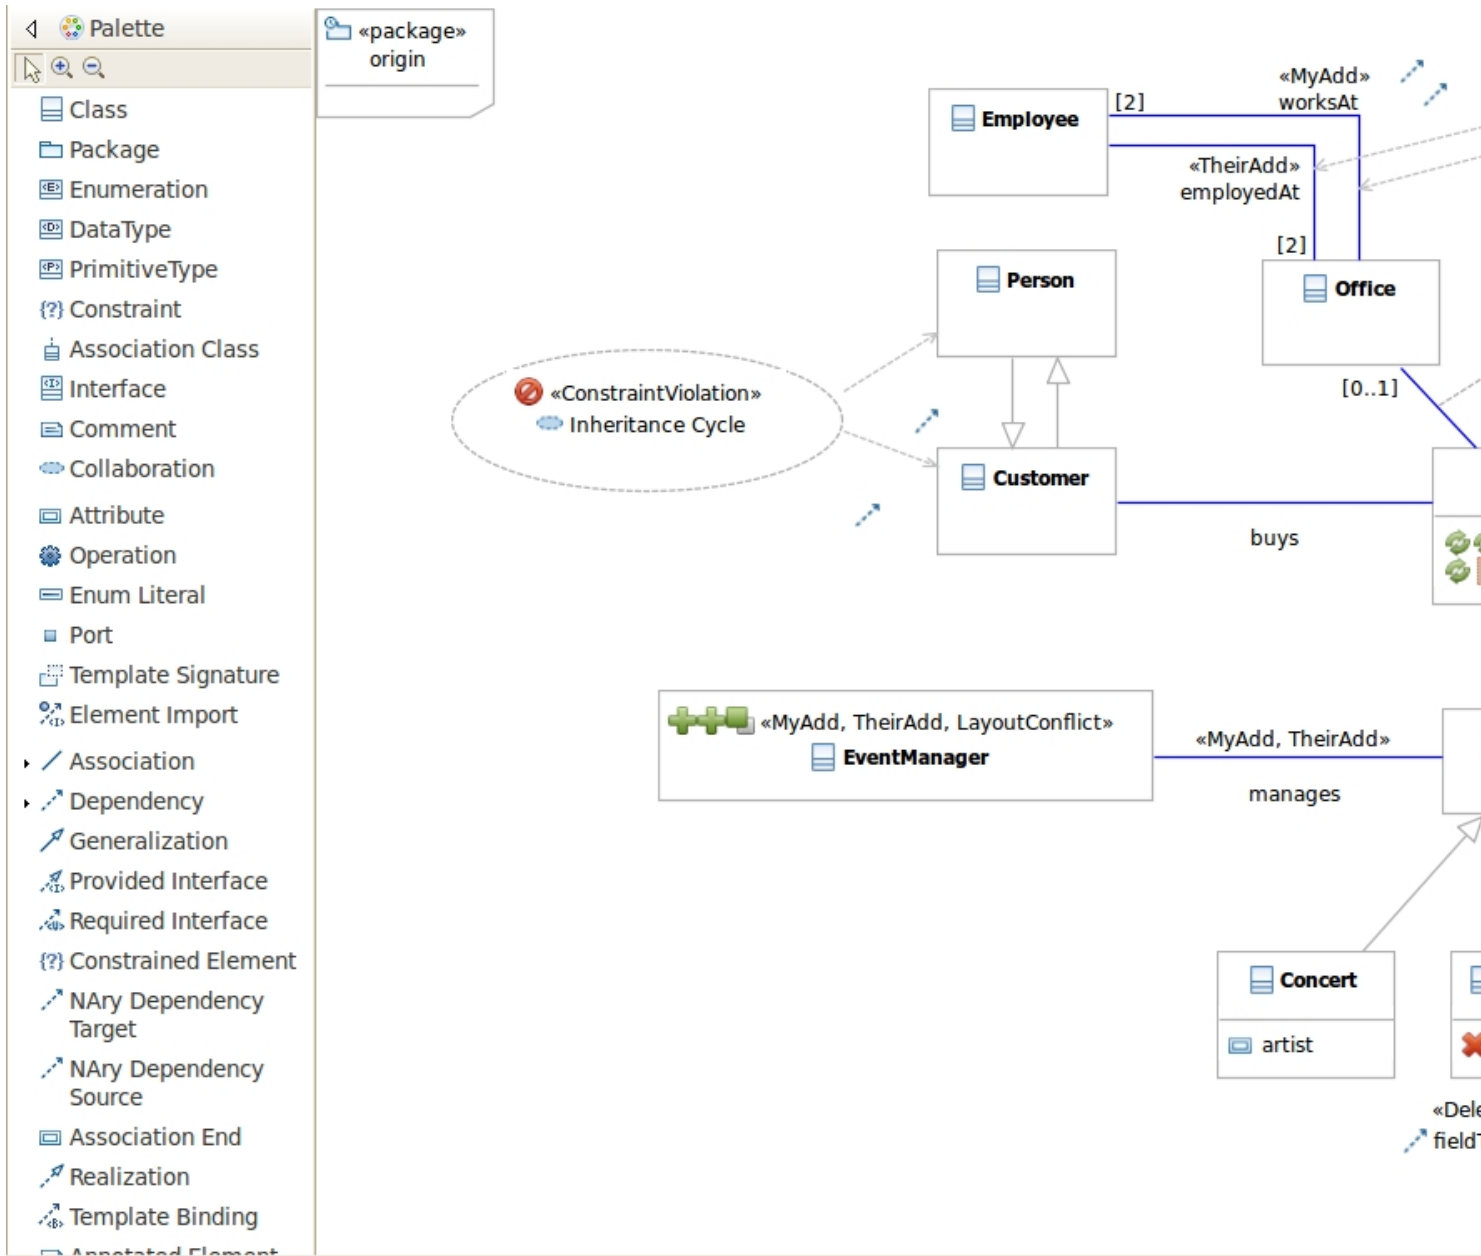 Palette
Class
Package
Enumeration
DataType
PrimitiveType
Constraint
Association Class
Interface
Comment
Collaboration
Attribute
Operation
Enum Literal
Port
Template Signature
Element Import
Association
Dependency
Generalization
Provided Interface
Required Interface
Constrained Element
NAry Dependency
Target
NAry Dependency
Source
Association End
Realization
Template Binding
Annotated Element
«package»
origin
Employee
[2]
«MyAdd»
worksAt
«TheirAdd»
employedAt
[2]
Office
[0..1]
Person
«ConstraintViolation»
Inheritance Cycle
Customer
buys
«MyAdd, TheirAdd, LayoutConflict»
EventManager
«MyAdd, TheirAdd»
manages
Concert
artist